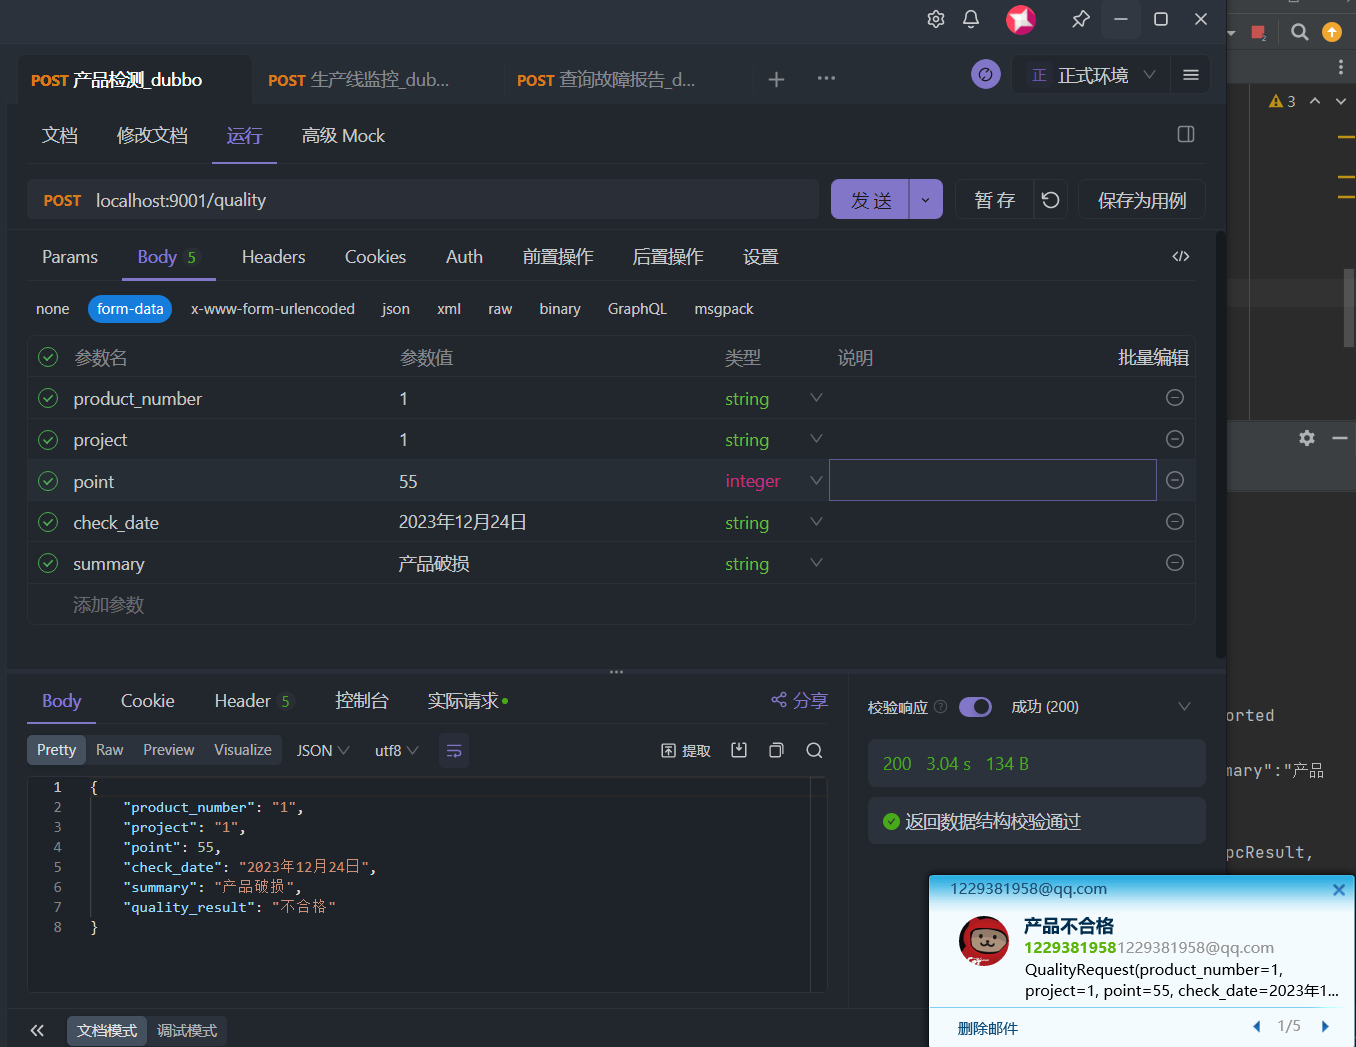 POST 产品检测_dubbo
POST 生产线监控_dub...
POST 查询故障报告_d...
正 正式环境
文档 修改文档 运行 高级 Mock
3
POST localhost:9001/quality
发 送
暂 存
保存为用例
Params Body 5 Headers Cookies Auth 前置操作 后置操作 设置
none form-data x-www-form-urlencoded json xml raw binary GraphQL msgpack
参数名 参数值 类型 说明 批量编辑
product_number 1 string
project 1 string
point 55 integer
check_date 2023年12月24日 string
summary 产品破损 string
添加参数
Body Cookie Header 5 控制台 实际请求 分享
校验响应 成功 (200)
Pretty Raw Preview Visualize JSON utf8 提取
200 3.04 s 134 B
返回数据结构校验通过
1 {
2 "product_number": "1",
3 "project": "1",
4 "point": 55,
5 "check_date": "2023年12月24日",
6 "summary": "产品破损",
7 "quality_result": "不合格"
8 }
orted
mary":"产品
pcResult,
1229381958@qq.com
产品不合格
12293819581229381958@qq.com
QualityRequest(product_number=1,
project=1, point=55, check_date=2023年1...
删除邮件 1/5
文档模式 调试模式